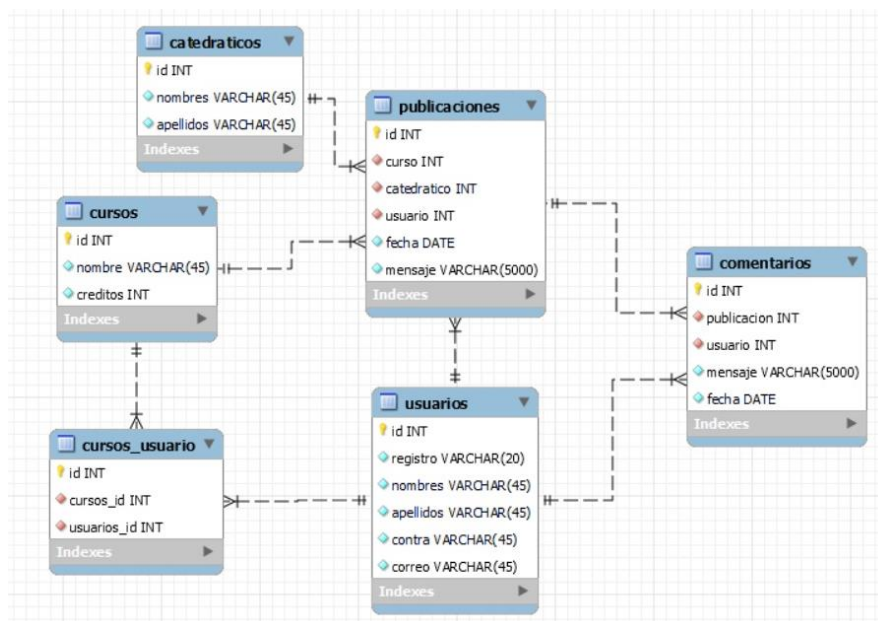 catedraticos
id INT
nombres VARCHAR(45)
apellidos VARCHAR(45)
Indexes
publicaciones
id INT
curso INT
catedratico INT
usuario INT
fecha DATE
mensaje VARCHAR(5000)
Indexes
cursos
id INT
nombre VARCHAR(45)
creditos INT
Indexes
comentarios
id INT
publicacion INT
usuario INT
mensaje VARCHAR(5000)
fecha DATE
Indexes
cursos_usuario
id INT
cursos_id INT
usuarios_id INT
Indexes
usuarios
id INT
registro VARCHAR(20)
nombres VARCHAR(45)
apellidos VARCHAR(45)
contra VARCHAR(45)
correo VARCHAR(45)
Indexes